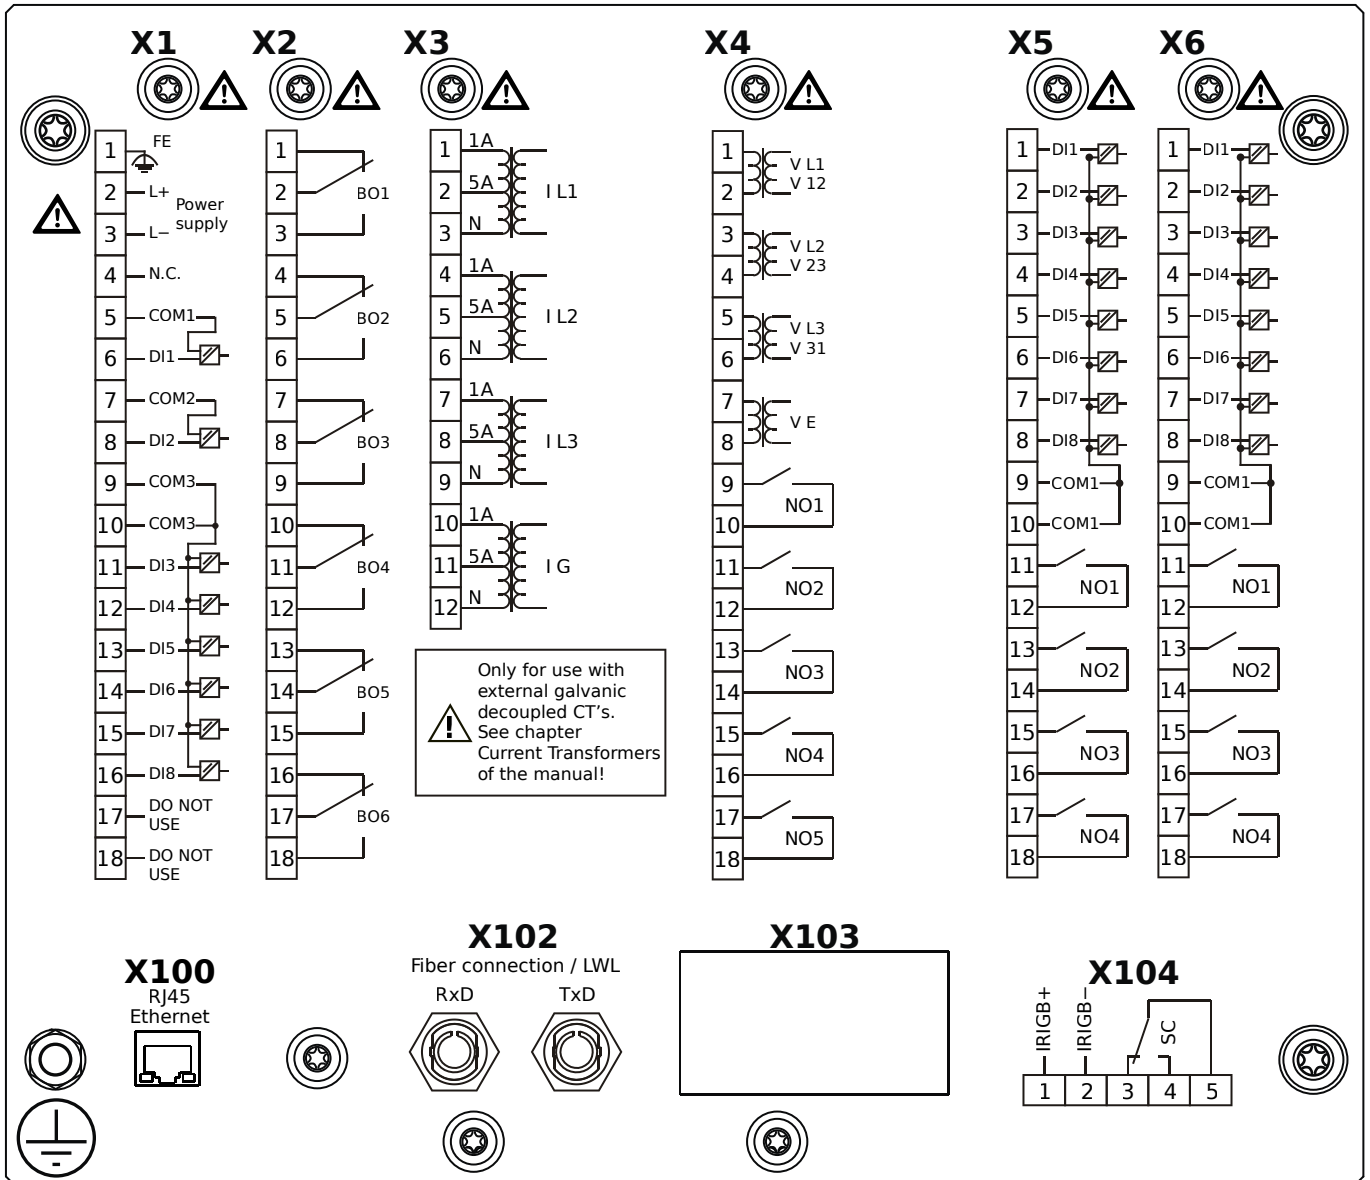 X1
1
FE
2
L+
Power
supply
3
L−
4
N.C.
5
COM1
6
DI1
7
COM2
8
DI2
9
COM3
10
COM3
11
DI3
12
DI4
13
DI5
14
DI6
15
DI7
16
DI8
17
DO NOT
USE
18
DO NOT
USE
X2
1
2
BO1
3
4
5
BO2
6
7
8
BO3
9
10
11
BO4
12
13
14
BO5
15
16
17
BO6
18
X3
1
1A
2
5A
I L1
3
N
4
1A
5
5A
I L2
6
N
7
1A
8
5A
I L3
9
N
10
1A
11
5A
I G
12
N
Only for use with
external galvanic
decoupled CT's.
See chapter
Current Transformers
of the manual!
X4
1
V L1
V 12
2
3
V L2
V 23
4
5
V L3
V 31
6
7
V E
8
9
NO1
10
11
NO2
12
13
NO3
14
15
NO4
16
17
NO5
18
X5
1
DI1
2
DI2
3
DI3
4
DI4
5
DI5
6
DI6
7
DI7
8
DI8
9
COM1
10
COM1
11
NO1
12
13
NO2
14
15
NO3
16
17
NO4
18
X6
1
DI1
2
DI2
3
DI3
4
DI4
5
DI5
6
DI6
7
DI7
8
DI8
9
COM1
10
COM1
11
NO1
12
13
NO2
14
15
NO3
16
17
NO4
18
X100
RJ45
Ethernet
X102
Fiber connection / LWL
RxD
TxD
X103
X104
IRIGB+
IRIGB−
SC
1 2 3 4 5